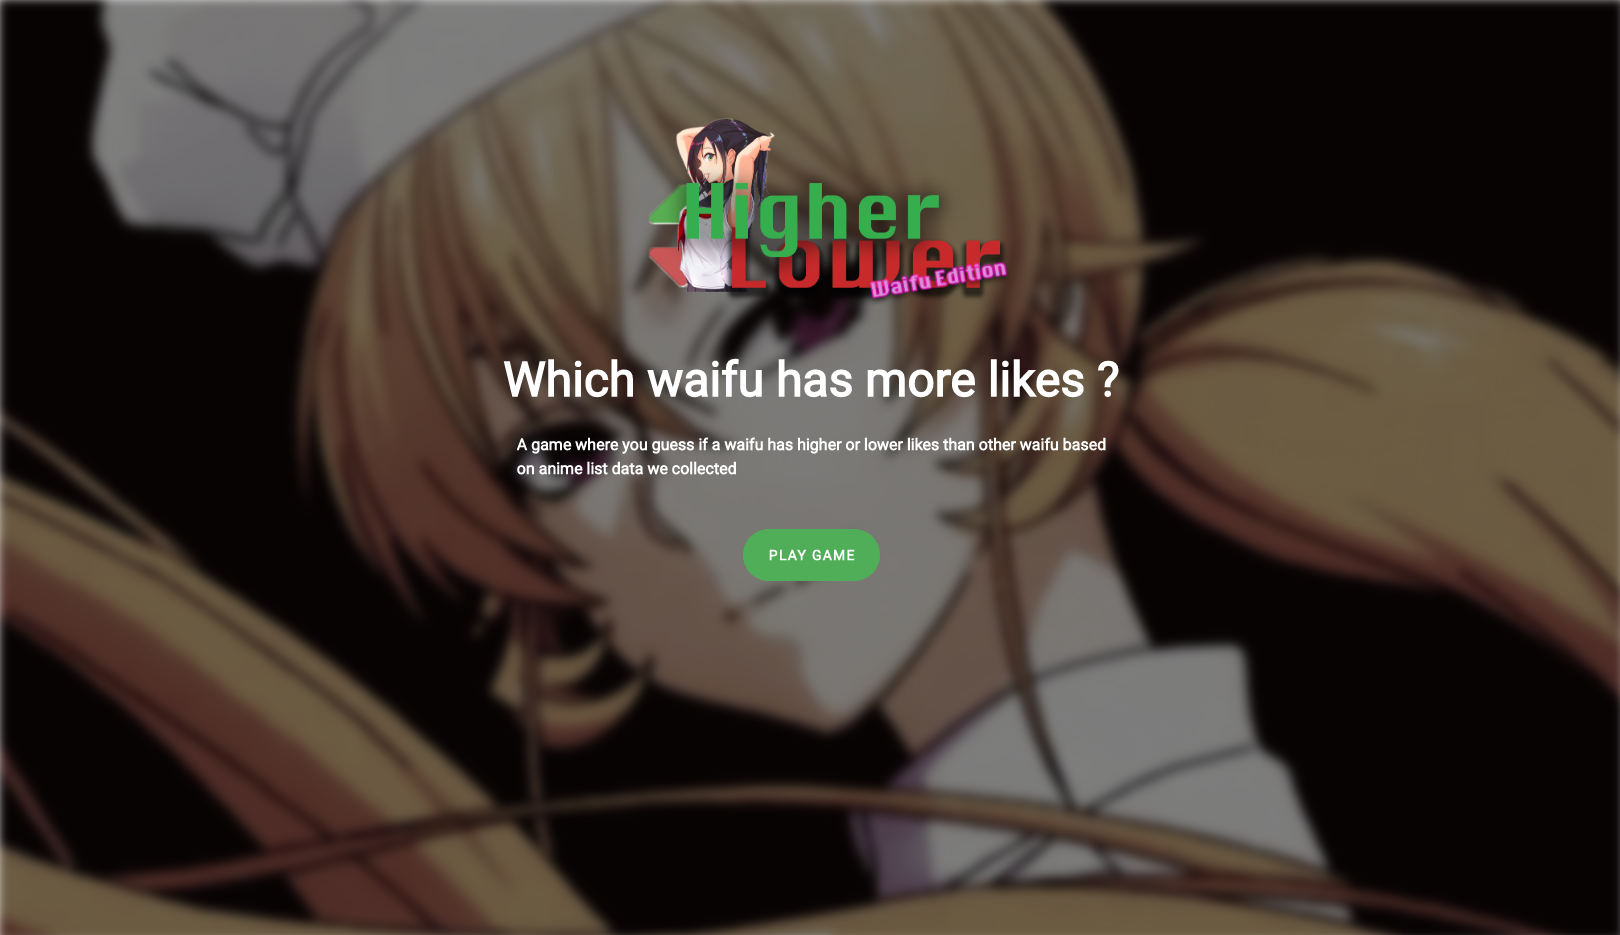 Higher
Lower
Waifu Edition
Which waifu has more likes ?
A game where you guess if a waifu has higher or lower likes than other waifu based
on anime list data we collected
PLAY GAME